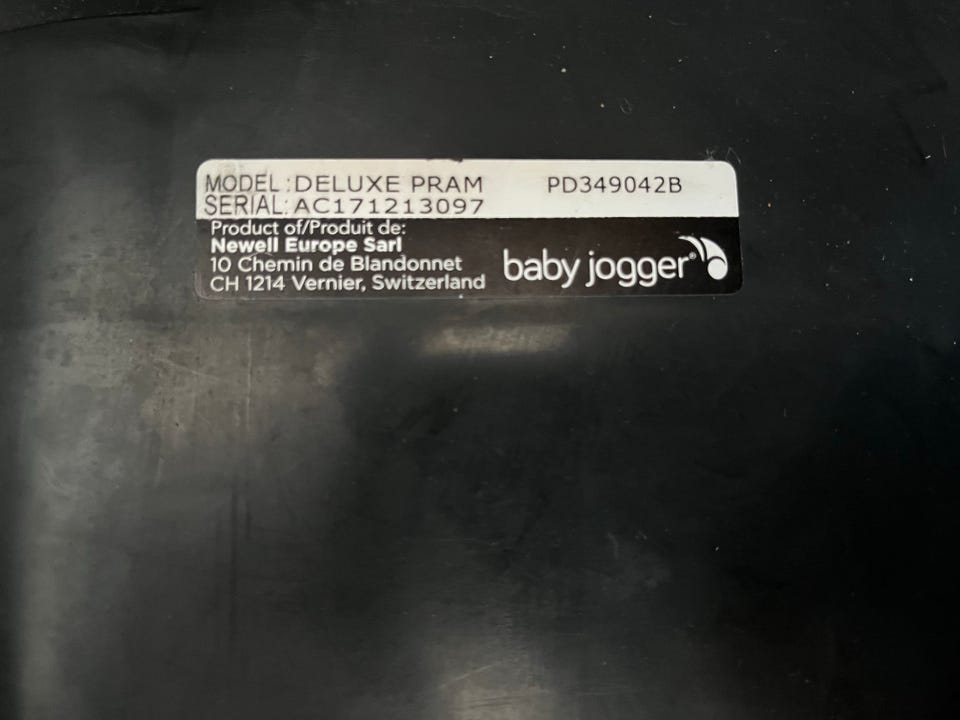 MODEL:DELUXE PRAM PD349042B
SERIAL:AC171213097
Product of/Produit de:
Newell Europe Sarl
10 Chemin de Blandonnet
CH 1214 Vernier, Switzerland
baby jogger®